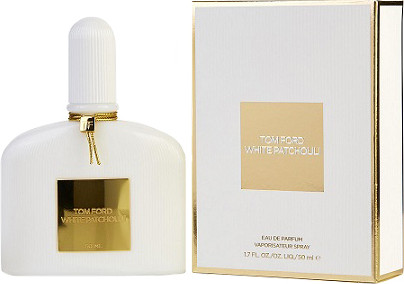 TOM FORD
WHITE PATCHOULI
TOM FORD
WHITE PATCHOULI
EAU DE PARFUM
VAPORISATEUR SPRAY
1.7 FL.OZ./OZ. LIQ./50 ml ℮